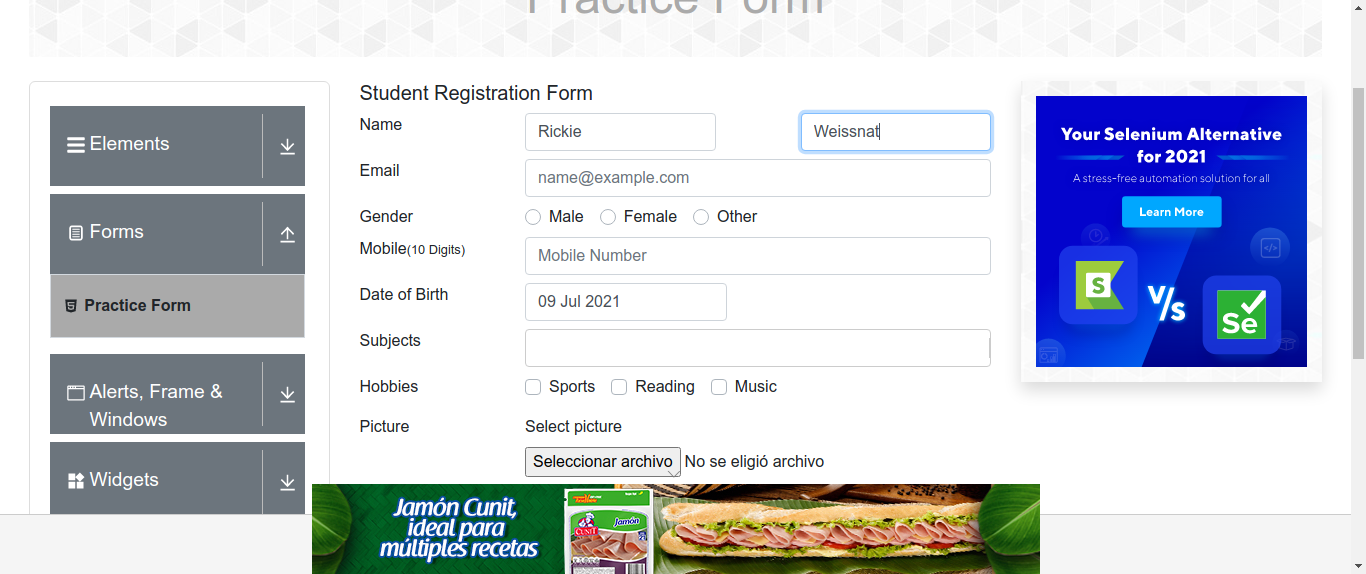 Practice Form
Elements
Forms
Practice Form
Alerts, Frame &
Windows
Widgets
Student Registration Form
Name
Rickie
Weissnat
Email
name@example.com
Gender
Male
Female
Other
Mobile(10 Digits)
Mobile Number
Date of Birth
09 Jul 2021
Subjects
Hobbies
Sports
Reading
Music
Picture
Select picture
Seleccionar archivo
No se eligió archivo
Your Selenium Alternative
for 2021
A stress-free automation solution for all
Learn More
S
V/s
Se
Jamón Cunit,
ideal para
múltiples recetas
CUNIT
Jamón